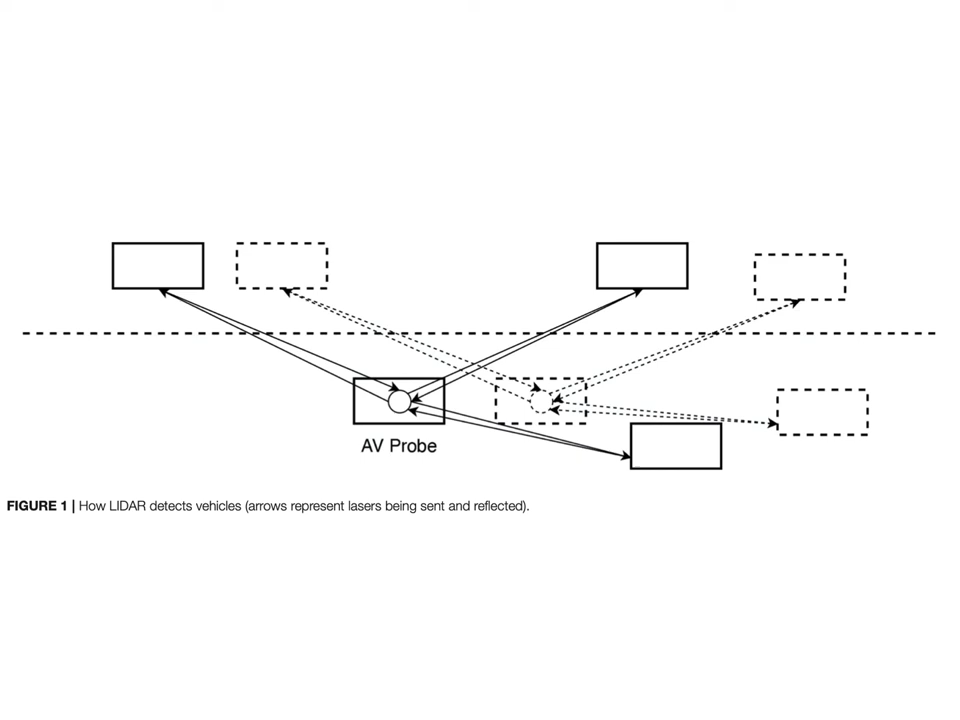 AV Probe
FIGURE 1 | How LIDAR detects vehicles (arrows represent lasers being sent and reflected).